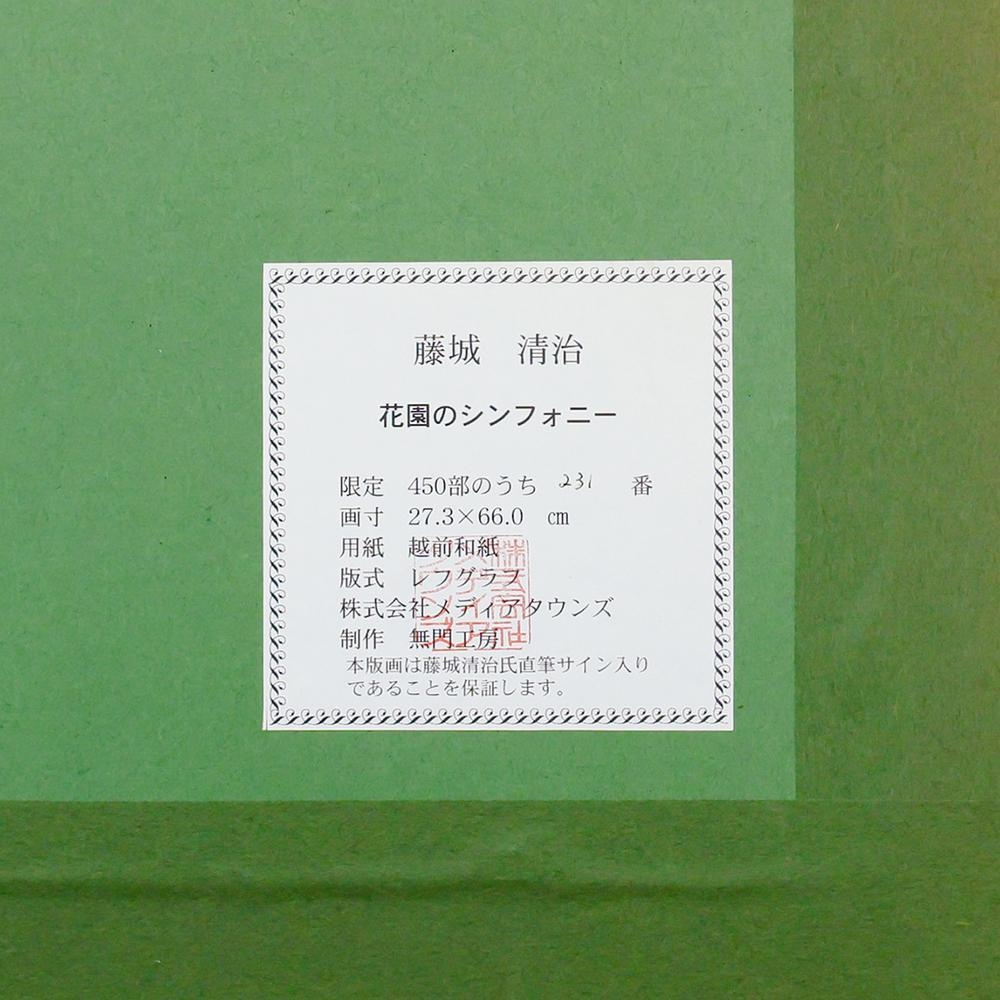 藤城　清治
花園のシンフォニー
限定　450部のうち　231　番
画寸　27.3×66.0　㎝
用紙　越前和紙
版式　レフグラフ
株式会社メディアタウンズ
制作　無門工房
本版画は藤城清治氏直筆サイン入り
であることを保証します。